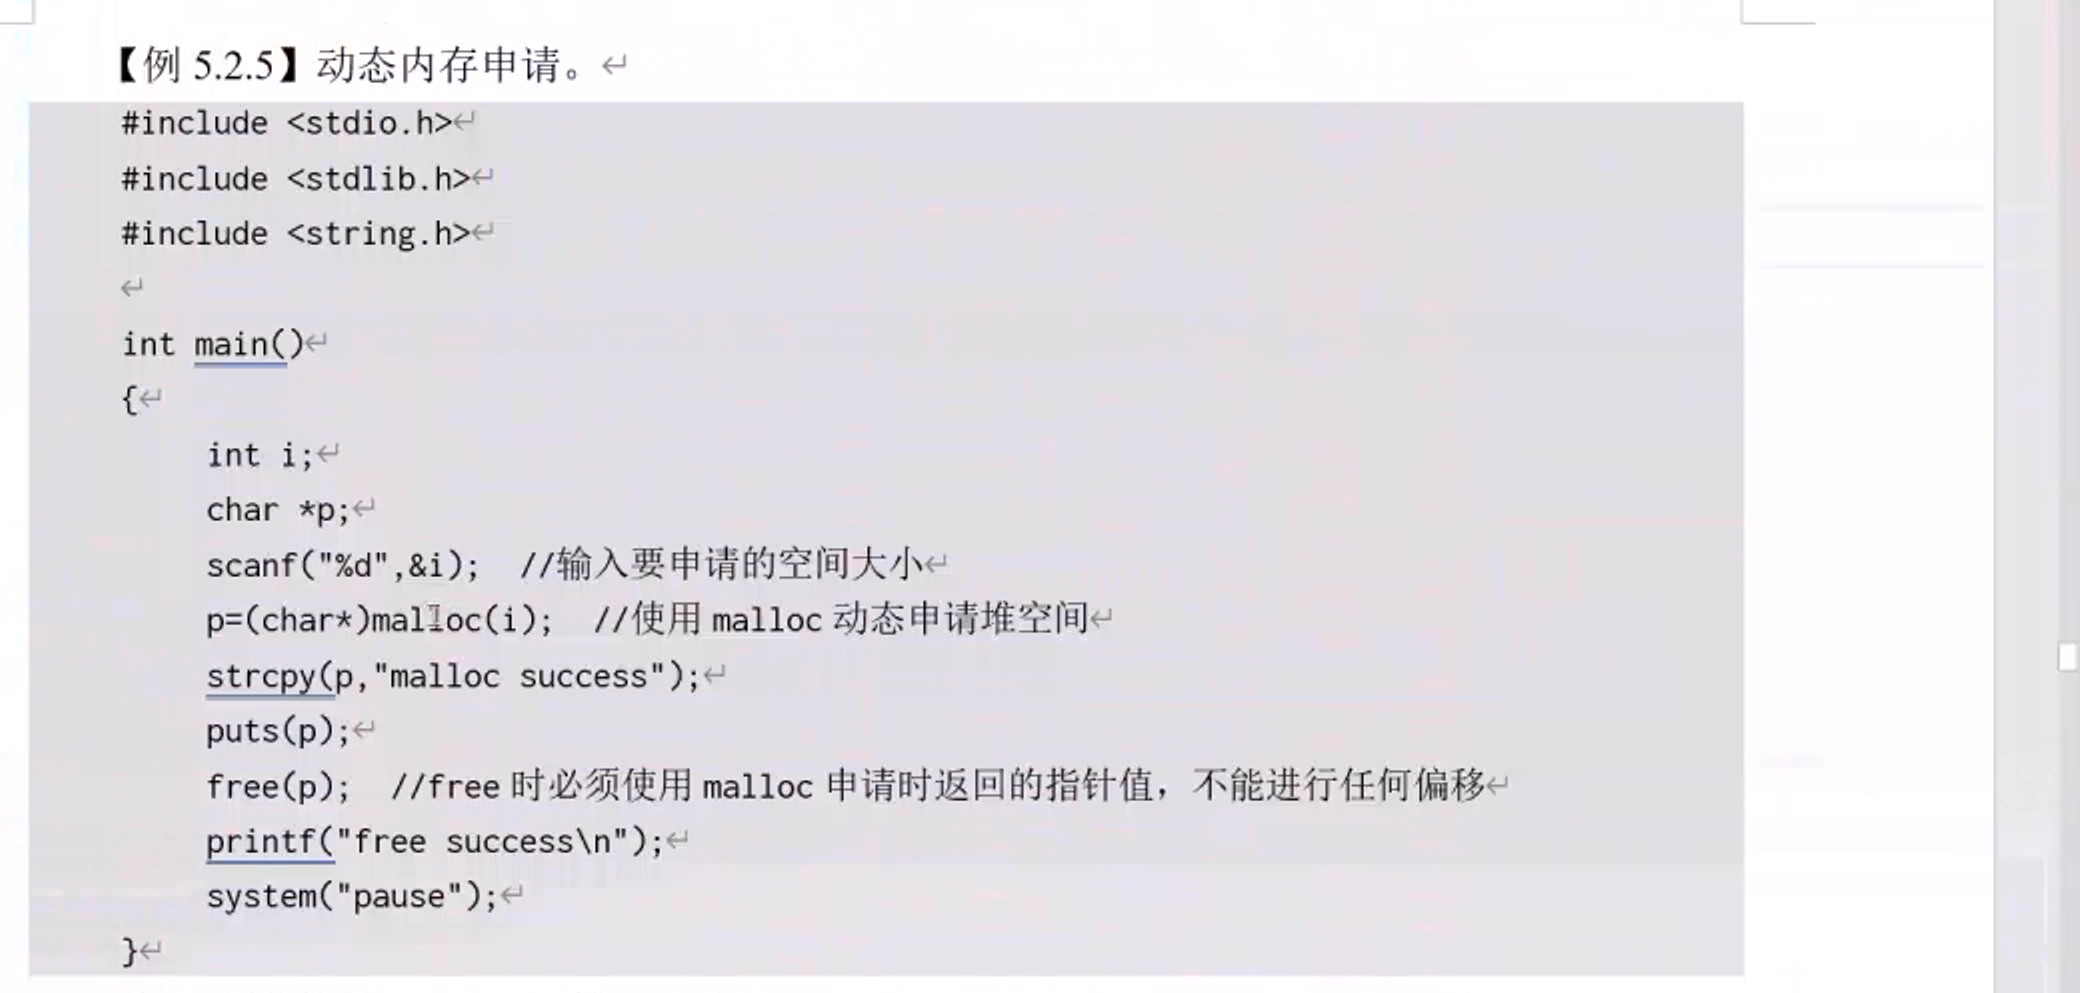 【例 5.2.5】动态内存申请。
#include <stdio.h>
#include <stdlib.h>
#include <string.h>
int main()
{
int i;
char *p;
scanf("%d",&i); //输入要申请的空间大小
p=(char*)malloc(i); //使用 malloc 动态申请堆空间
strcpy(p,"malloc success");
puts(p);
free(p); //free 时必须使用 malloc 申请时返回的指针值，不能进行任何偏移
printf("free success\n");
system("pause");
}